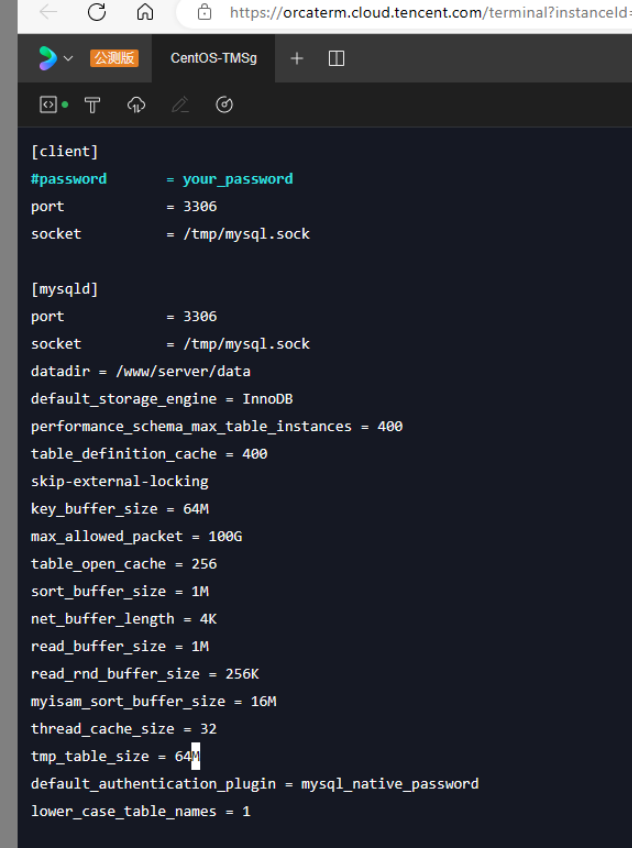 https://orcaterm.cloud.tencent.com/terminal?instanceId=
公测版 CentOS-TMSg
[client]
#password = your_password
port = 3306
socket = /tmp/mysql.sock
[mysqld]
port = 3306
socket = /tmp/mysql.sock
datadir = /www/server/data
default_storage_engine = InnoDB
performance_schema_max_table_instances = 400
table_definition_cache = 400
skip-external-locking
key_buffer_size = 64M
max_allowed_packet = 100G
table_open_cache = 256
sort_buffer_size = 1M
net_buffer_length = 4K
read_buffer_size = 1M
read_rnd_buffer_size = 256K
myisam_sort_buffer_size = 16M
thread_cache_size = 32
tmp_table_size = 64M
default_authentication_plugin = mysql_native_password
lower_case_table_names = 1